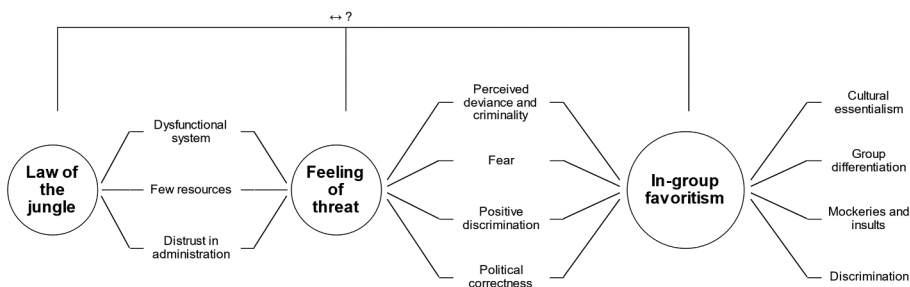 ↔ ?
Law of
the
jungle
Dysfunctional
system
Few resources
Distrust in
administration
Feeling
of
threat
Perceived
deviance and
criminality
Fear
Positive
discrimination
Political
correctness
In-group
favoritism
Cultural
essentialism
Group
differentiation
Mockeries and
insults
Discrimination